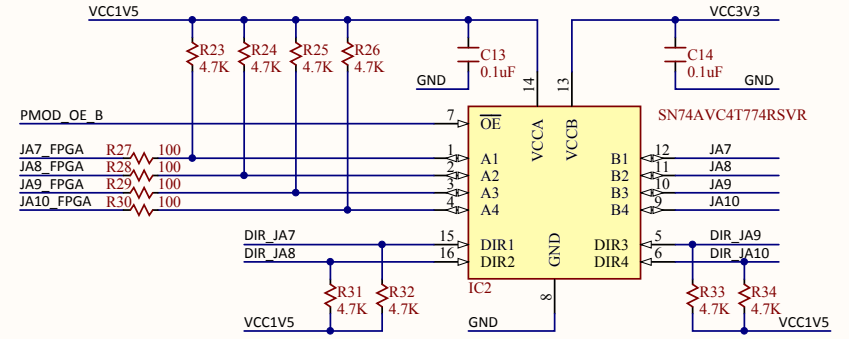 VCC1V5 VCC3V3
R23 R24 R25 R26 C13 C14
4.7K 4.7K 4.7K 4.7K 0.1uF 0.1uF
GND 14 13 GND
PMOD_OE_B 7 OE VCCA VCCB SN74AVC4T774RSVR
JA7_FPGA R27 100 1 A1 B1 12 JA7
JA8_FPGA R28 100 2 A2 B2 11 JA8
JA9_FPGA R29 100 3 A3 B3 10 JA9
JA10_FPGA R30 100 4 A4 B4 9 JA10
DIR_JA7 15 DIR1 GND DIR3 5 DIR_JA9
DIR_JA8 16 DIR2 DIR4 6 DIR_JA10
IC2 8
R31 R32 R33 R34
4.7K 4.7K 4.7K 4.7K
VCC1V5 GND VCC1V5